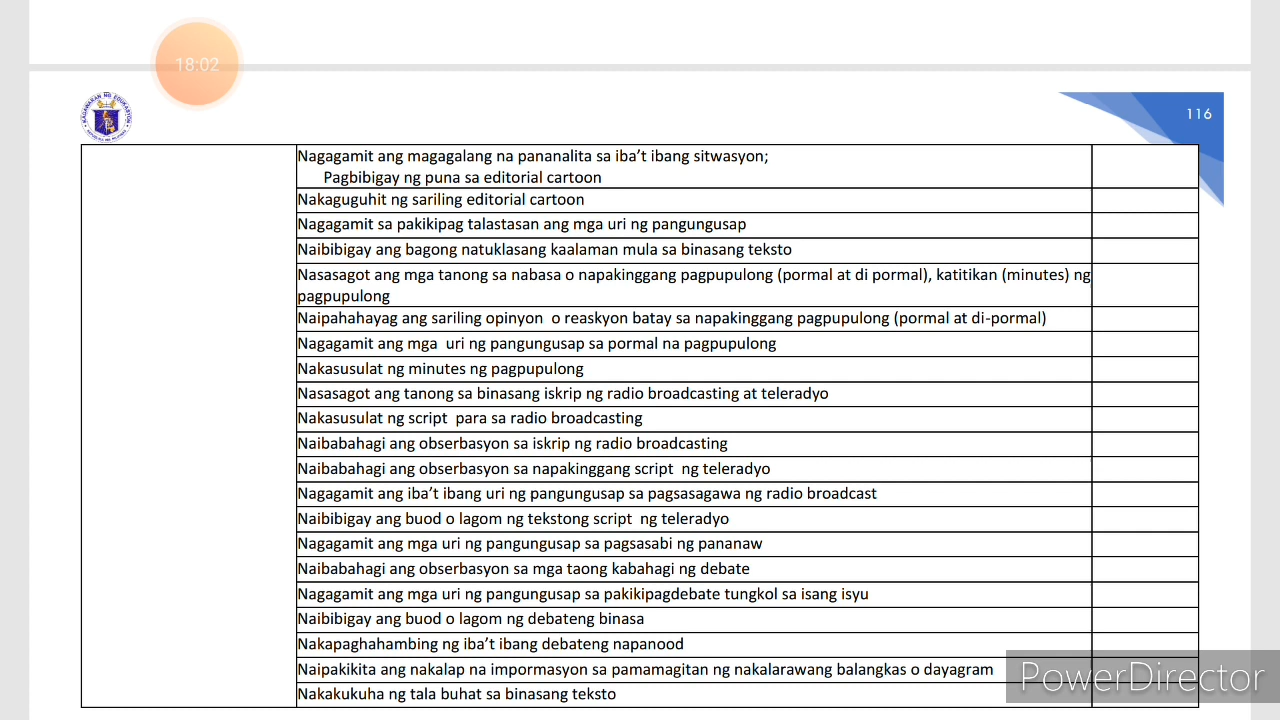 18:02
116
Nagagamit ang magagalang na pananalita sa iba’t ibang sitwasyon;
Pagbibigay ng puna sa editorial cartoon
Nakaguguhit ng sariling editorial cartoon
Nagagamit sa pakikipag talastasan ang mga uri ng pangungusap
Naibibigay ang bagong natuklasang kaalaman mula sa binasang teksto
Nasasagot ang mga tanong sa nabasa o napakinggang pagpupulong (pormal at di pormal), katitikan (minutes) ng
pagpupulong
Naipahahayag ang sariling opinyon o reaskyon batay sa napakinggang pagpupulong (pormal at di-pormal)
Nagagamit ang mga uri ng pangungusap sa pormal na pagpupulong
Nakasusulat ng minutes ng pagpupulong
Nasasagot ang tanong sa binasang iskrip ng radio broadcasting at teleradyo
Nakasusulat ng script para sa radio broadcasting
Naibabahagi ang obserbasyon sa iskrip ng radio broadcasting
Naibabahagi ang obserbasyon sa napakinggang script ng teleradyo
Nagagamit ang iba’t ibang uri ng pangungusap sa pagsasagawa ng radio broadcast
Naibibigay ang buod o lagom ng tekstong script ng teleradyo
Nagagamit ang mga uri ng pangungusap sa pagsasabi ng pananaw
Naibabahagi ang obserbasyon sa mga taong kabahagi ng debate
Nagagamit ang mga uri ng pangungusap sa pakikipagdebate tungkol sa isang isyu
Naibibigay ang buod o lagom ng debateng binasa
Nakapaghahambing ng iba’t ibang debateng napanood
Naipakikita ang nakalap na impormasyon sa pamamagitan ng nakalarawang balangkas o dayagram
Nakakukuha ng tala buhat sa binasang teksto
PowerDirector